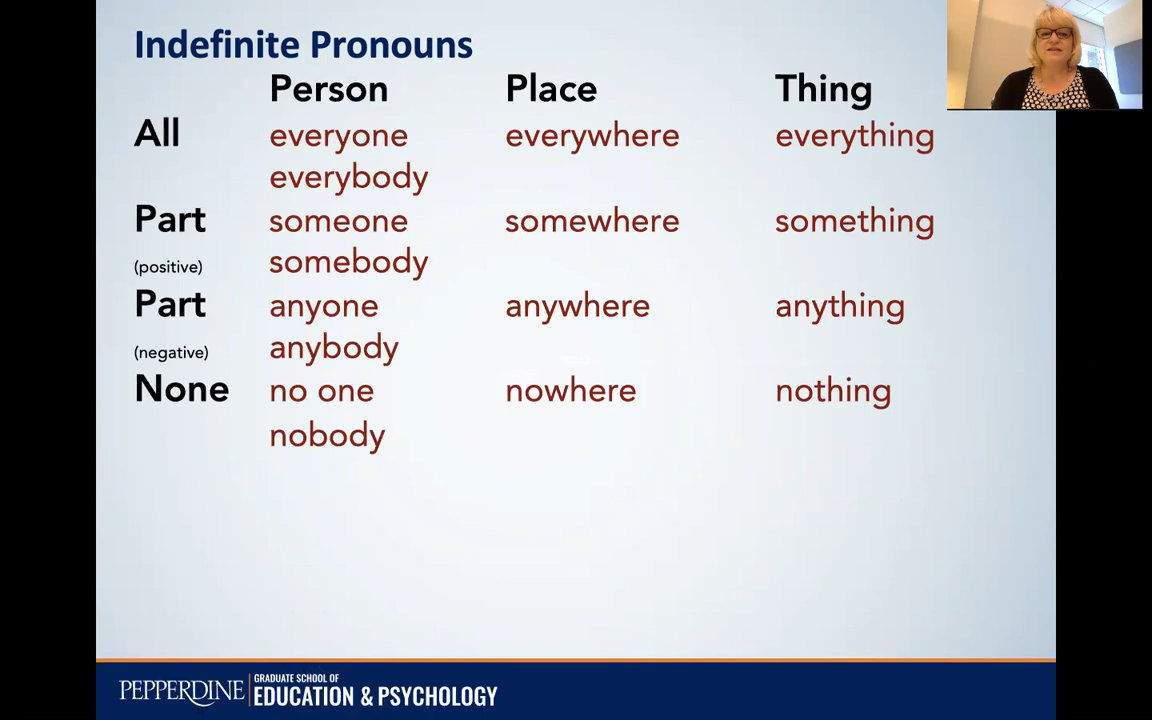 Indefinite Pronouns
Person Place Thing
All everyone everywhere everything
everybody
Part someone somewhere something
(positive) somebody
Part anyone anywhere anything
(negative) anybody
None no one nowhere nothing
nobody
PEPPERDINE GRADUATE SCHOOL OF
EDUCATION & PSYCHOLOGY